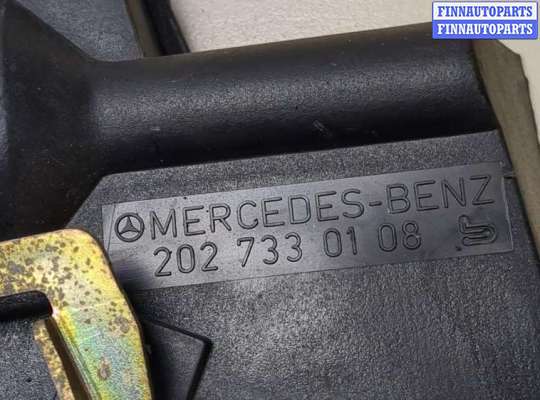 FINNAUTOPARTS
FINNAUTOPARTS
MERCEDES-BENZ
202 733 01 08